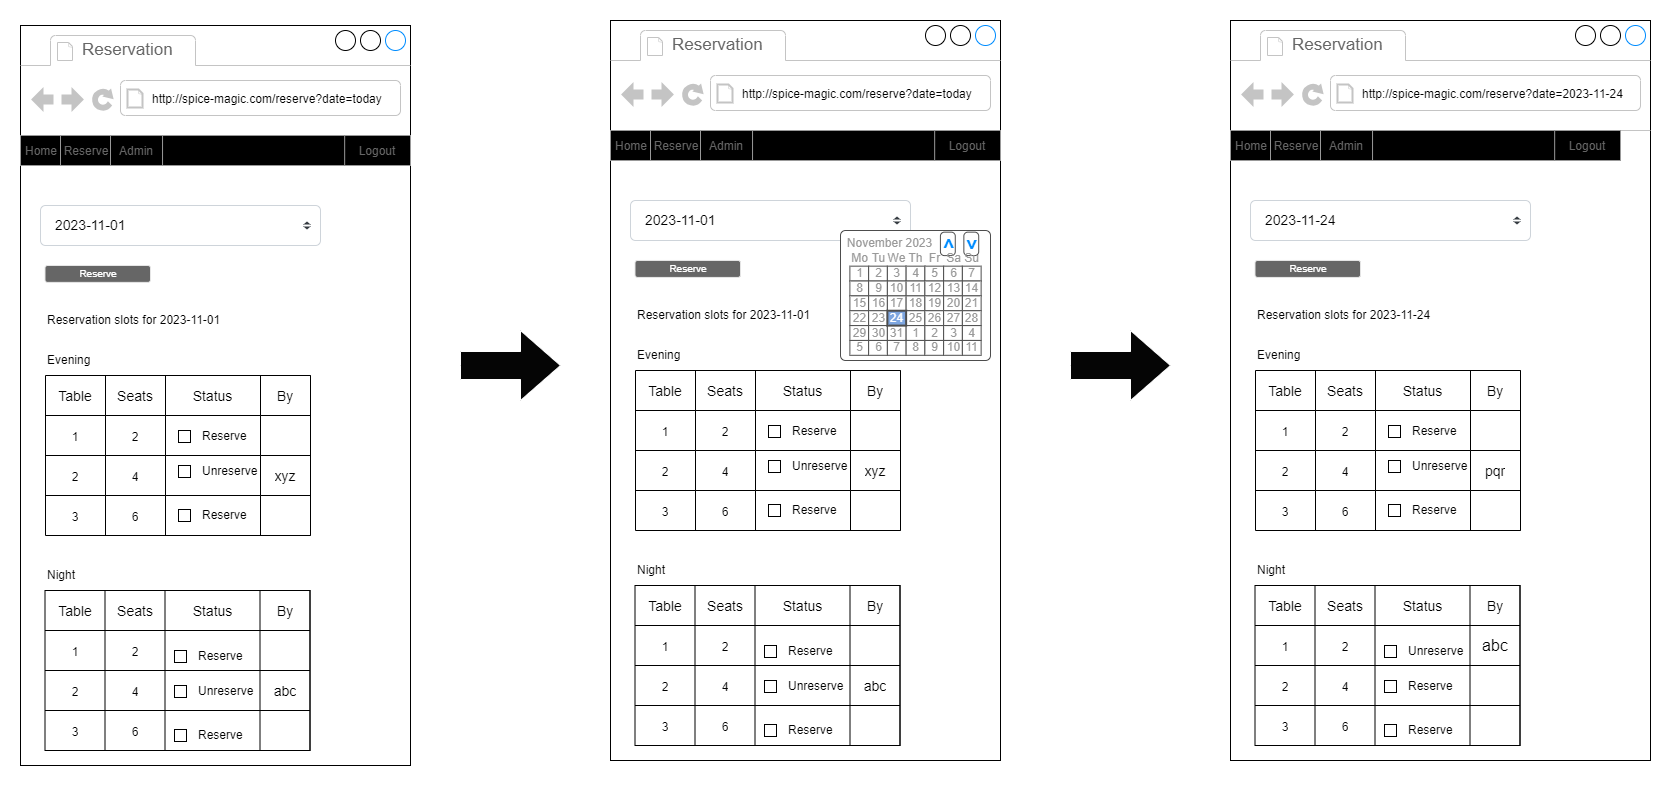 Reservation
http://spice-magic.com/reserve?date=today
Home Reserve Admin Logout
2023-11-01
Reserve
Reservation slots for 2023-11-01
Evening
Table Seats Status By
1 2 Reserve
2 4 Unreserve xyz
3 6 Reserve
Night
Table Seats Status By
1 2 Reserve
2 4 Unreserve abc
3 6 Reserve
Reservation
http://spice-magic.com/reserve?date=today
Home Reserve Admin Logout
2023-11-01
November 2023 ˄ ˅
Mo Tu We Th Fr Sa Su
1 2 3 4 5 6 7
8 9 10 11 12 13 14
15 16 17 18 19 20 21
22 23 24 25 26 27 28
29 30 31 1 2 3 4
5 6 7 8 9 10 11
Reserve
Reservation slots for 2023-11-01
Evening
Table Seats Status By
1 2 Reserve
2 4 Unreserve xyz
3 6 Reserve
Night
Table Seats Status By
1 2 Reserve
2 4 Unreserve abc
3 6 Reserve
Reservation
http://spice-magic.com/reserve?date=2023-11-24
Home Reserve Admin Logout
2023-11-24
Reserve
Reservation slots for 2023-11-24
Evening
Table Seats Status By
1 2 Reserve
2 4 Unreserve pqr
3 6 Reserve
Night
Table Seats Status By
1 2 Unreserve abc
2 4 Reserve
3 6 Reserve